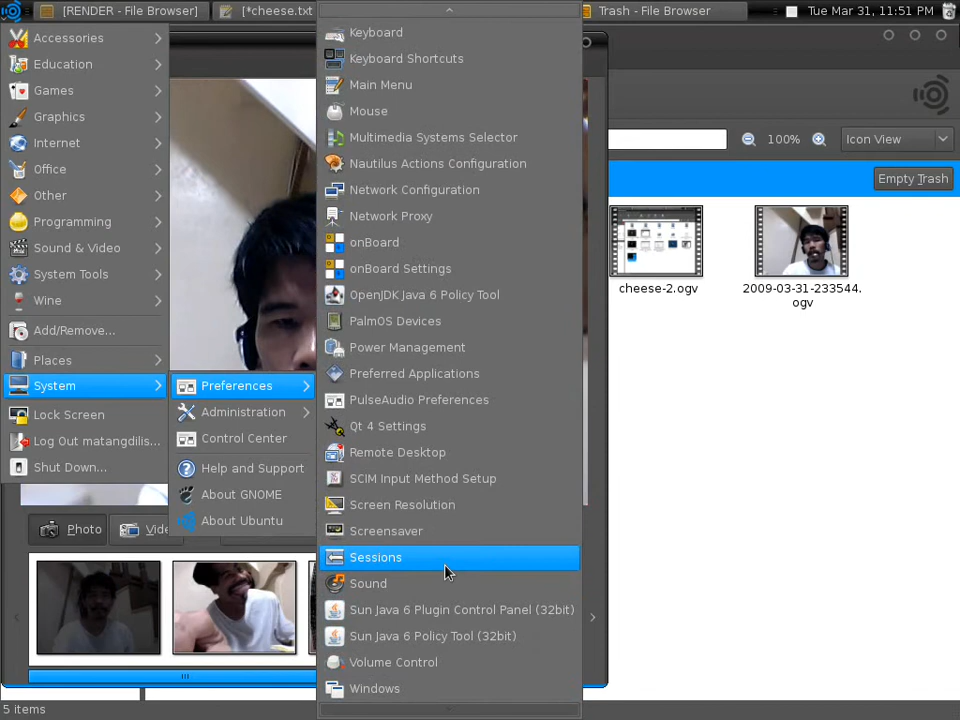 [RENDER - File Browser]
[*cheese.txt
Trash - File Browser
Tue Mar 31, 11:51 PM
Accessories
Education
Games
Graphics
Internet
Office
Other
Programming
Sound & Video
System Tools
Wine
Add/Remove...
Places
System
Lock Screen
Log Out matangdilis...
Shut Down...
Preferences
Administration
Control Center
Help and Support
About GNOME
About Ubuntu
Keyboard
Keyboard Shortcuts
Main Menu
Mouse
Multimedia Systems Selector
Nautilus Actions Configuration
Network Configuration
Network Proxy
onBoard
onBoard Settings
OpenJDK Java 6 Policy Tool
PalmOS Devices
Power Management
Preferred Applications
PulseAudio Preferences
Qt 4 Settings
Remote Desktop
SCIM Input Method Setup
Screen Resolution
Screensaver
Sessions
Sound
Sun Java 6 Plugin Control Panel (32bit)
Sun Java 6 Policy Tool (32bit)
Volume Control
Windows
100%
Icon View
Empty Trash
cheese-2.ogv
2009-03-31-233544.
ogv
Photo
Vide
5 items